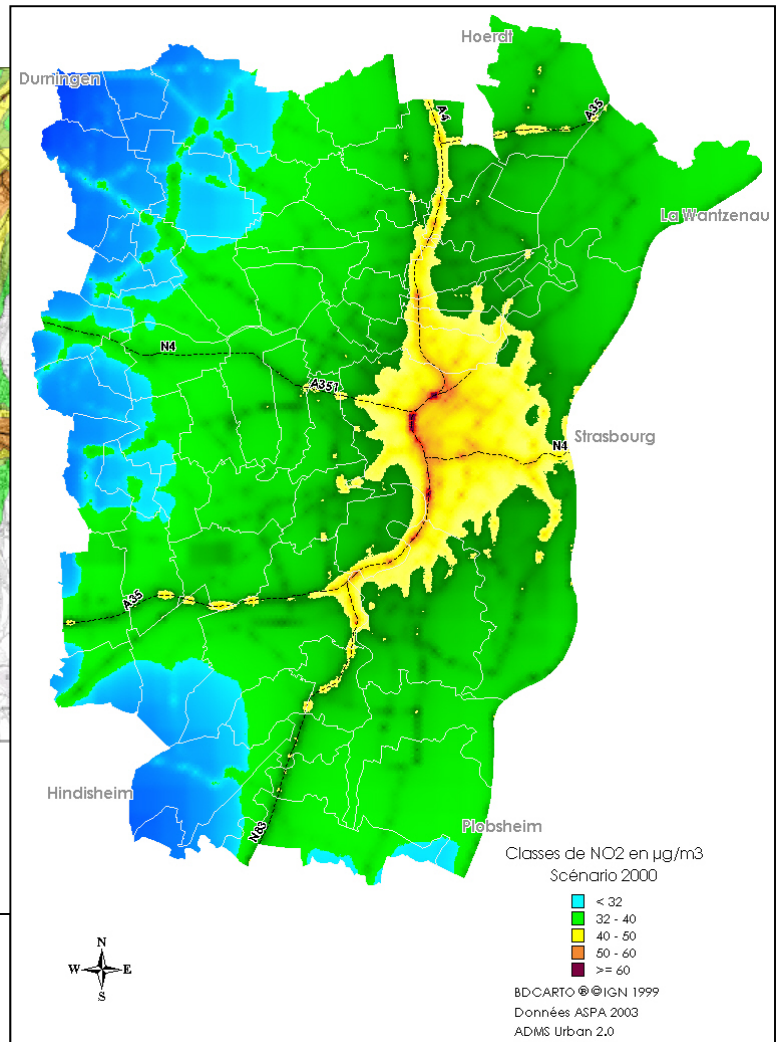 Hoerdt
Durningen
A4
A35
La Wantzenau
N4
A351
Strasbourg
N4
A35
Hindisheim
N83
Plobsheim
Classes de NO2 en µg/m3
Scénario 2000
< 32
32 - 40
40 - 50
50 - 60
>= 60
N
W E
S
BDCARTO ® © IGN 1999
Données ASPA 2003
ADMS Urban 2.0